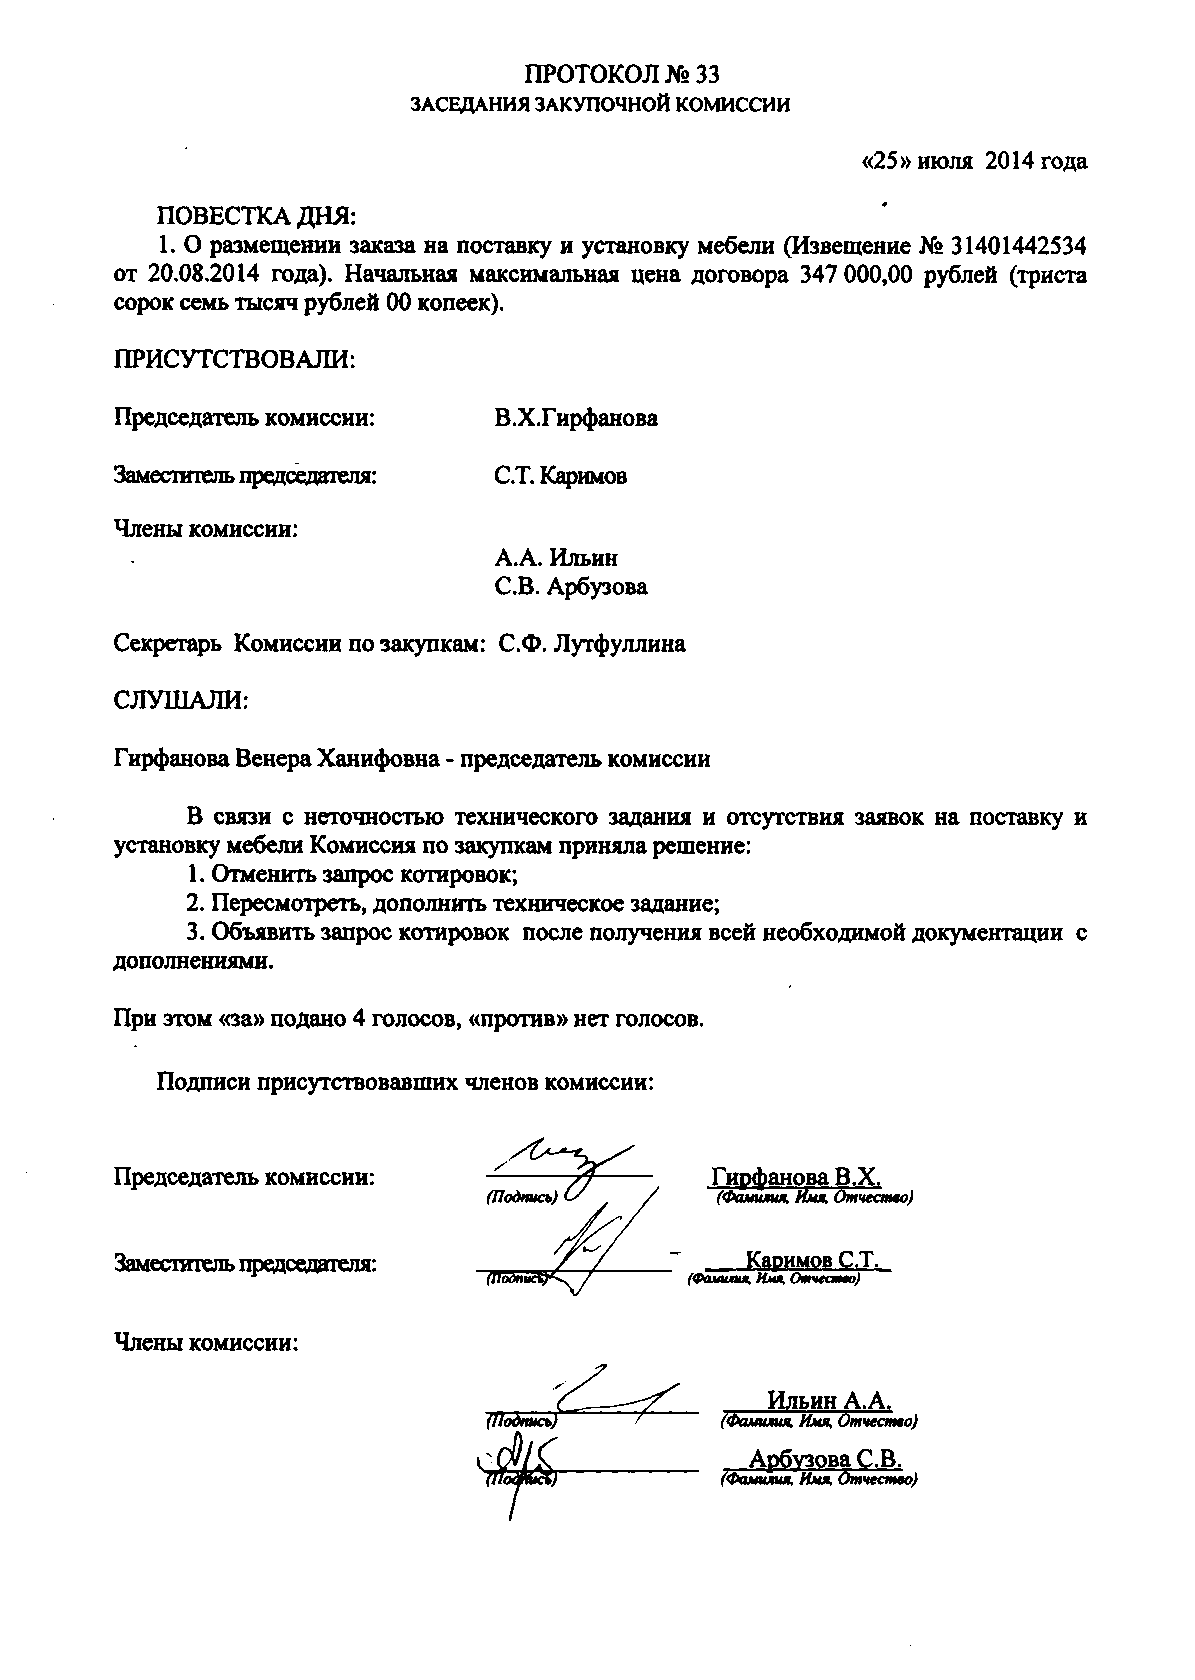 ПРОТОКОЛ № 33
ЗАСЕДАНИЯ ЗАКУПОЧНОЙ КОМИССИИ
«25» июля 2014 года
ПОВЕСТКА ДНЯ:
1. О размещении заказа на поставку и установку мебели (Извещение № 31401442534
от 20.08.2014 года). Начальная максимальная цена договора 347 000,00 рублей (триста
сорок семь тысяч рублей 00 копеек).
ПРИСУТСТВОВАЛИ:
Председатель комиссии: В.Х.Гирфанова
Заместитель председателя: С.Т. Каримов
Члены комиссии:
А.А. Ильин
С.В. Арбузова
Секретарь Комиссии по закупкам: С.Ф. Лутфуллина
СЛУШАЛИ:
Гирфанова Венера Ханифовна - председатель комиссии
В связи с неточностью технического задания и отсутствия заявок на поставку и
установку мебели Комиссия по закупкам приняла решение:
1. Отменить запрос котировок;
2. Пересмотреть, дополнить техническое задание;
3. Объявить запрос котировок после получения всей необходимой документации с
дополнениями.
При этом «за» подано 4 голосов, «против» нет голосов.
Подписи присутствовавших членов комиссии:
Председатель комиссии: Гирфанова В.Х.
(Подпись) (Фамилия, Имя, Отчество)
Заместитель председателя: Каримов С.Т.
(Подпись) (Фамилия, Имя, Отчество)
Члены комиссии:
Ильин А.А.
(Подпись) (Фамилия, Имя, Отчество)
Арбузова С.В.
(Подпись) (Фамилия, Имя, Отчество)